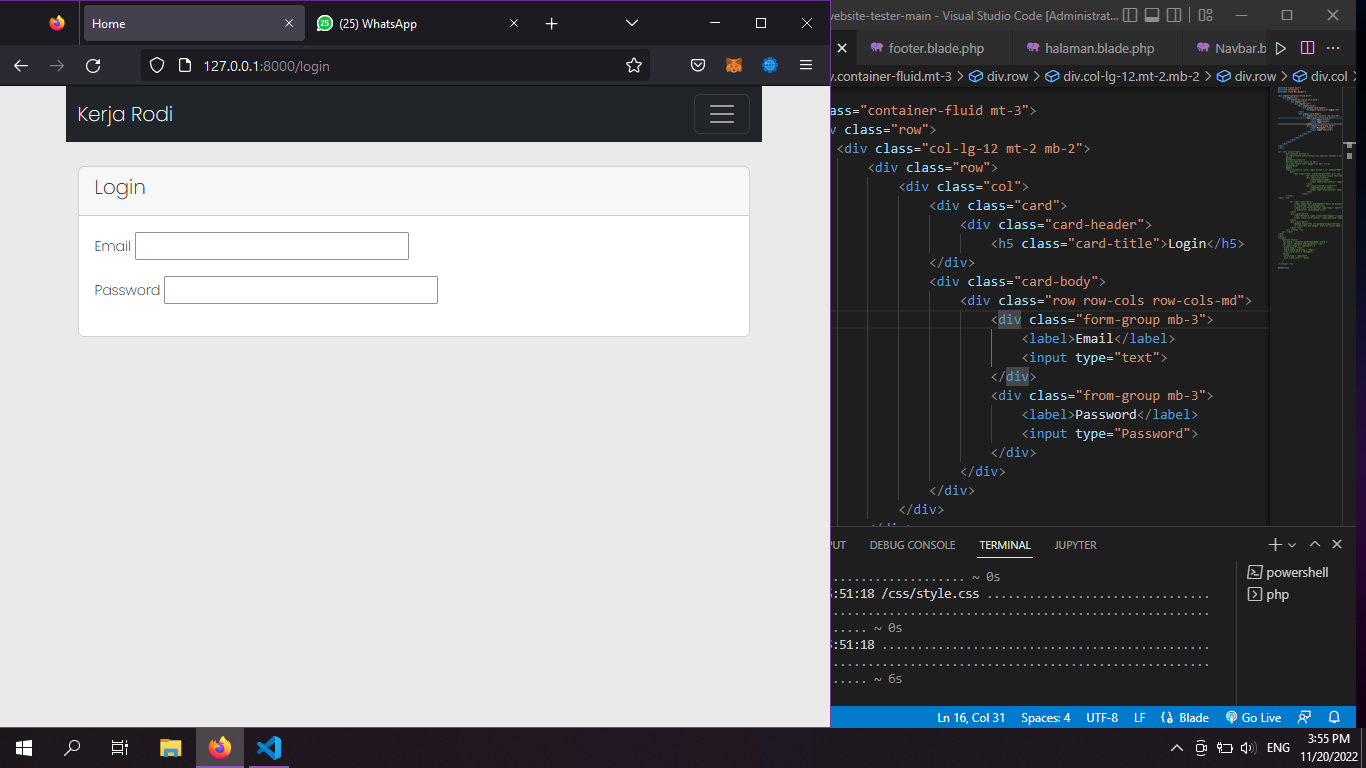 Home
(25) WhatsApp
127.0.0.1:8000/login
Kerja Rodi
Login
Email
Password
website-tester-main - Visual Studio Code [Administrat...
footer.blade.php
halaman.blade.php
Navbar.b
v.container-fluid.mt-3 > div.row > div.col-lg-12.mt-2.mb-2 > div.row > div.col
ass="container-fluid mt-3">
v class="row">
<div class="col-lg-12 mt-2 mb-2">
<div class="row">
<div class="col">
<div class="card">
<div class="card-header">
<h5 class="card-title">Login</h5>
</div>
<div class="card-body">
<div class="row row-cols row-cols-md">
<div class="form-group mb-3">
<label>Email</label>
<input type="text">
</div>
<div class="from-group mb-3">
<label>Password</label>
<input type="Password">
</div>
</div>
</div>
</div>
PUT DEBUG CONSOLE TERMINAL JUPYTER
................... ~ 0s
:51:18 /css/style.css ................................
...........................................
..... ~ 0s
:51:18 ......................................
...........................................
..... ~ 6s
powershell
php
Ln 16, Col 31 Spaces: 4 UTF-8 LF Blade Go Live
ENG
3:55 PM
11/20/2022